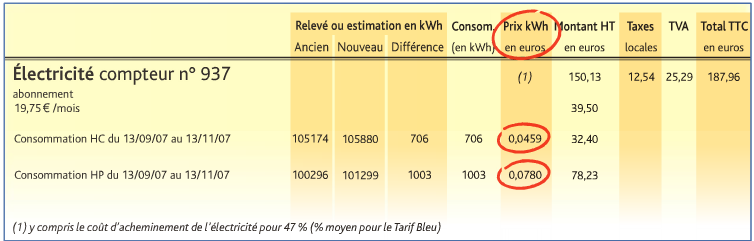 Relevé ou estimation en kWh Consom. Prix kWh Montant HT Taxes TVA Total TTC
Ancien Nouveau Différence (en kWh) en euros en euros locales en euros
Électricité compteur n° 937 (1) 150,13 12,54 25,29 187,96
abonnement
19,75 € /mois 39,50
Consommation HC du 13/09/07 au 13/11/07 105174 105880 706 706 0,0459 32,40
Consommation HP du 13/09/07 au 13/11/07 100296 101299 1003 1003 0,0780 78,23
(1) y compris le coût d'acheminement de l'électricité pour 47 % (% moyen pour le Tarif Bleu)